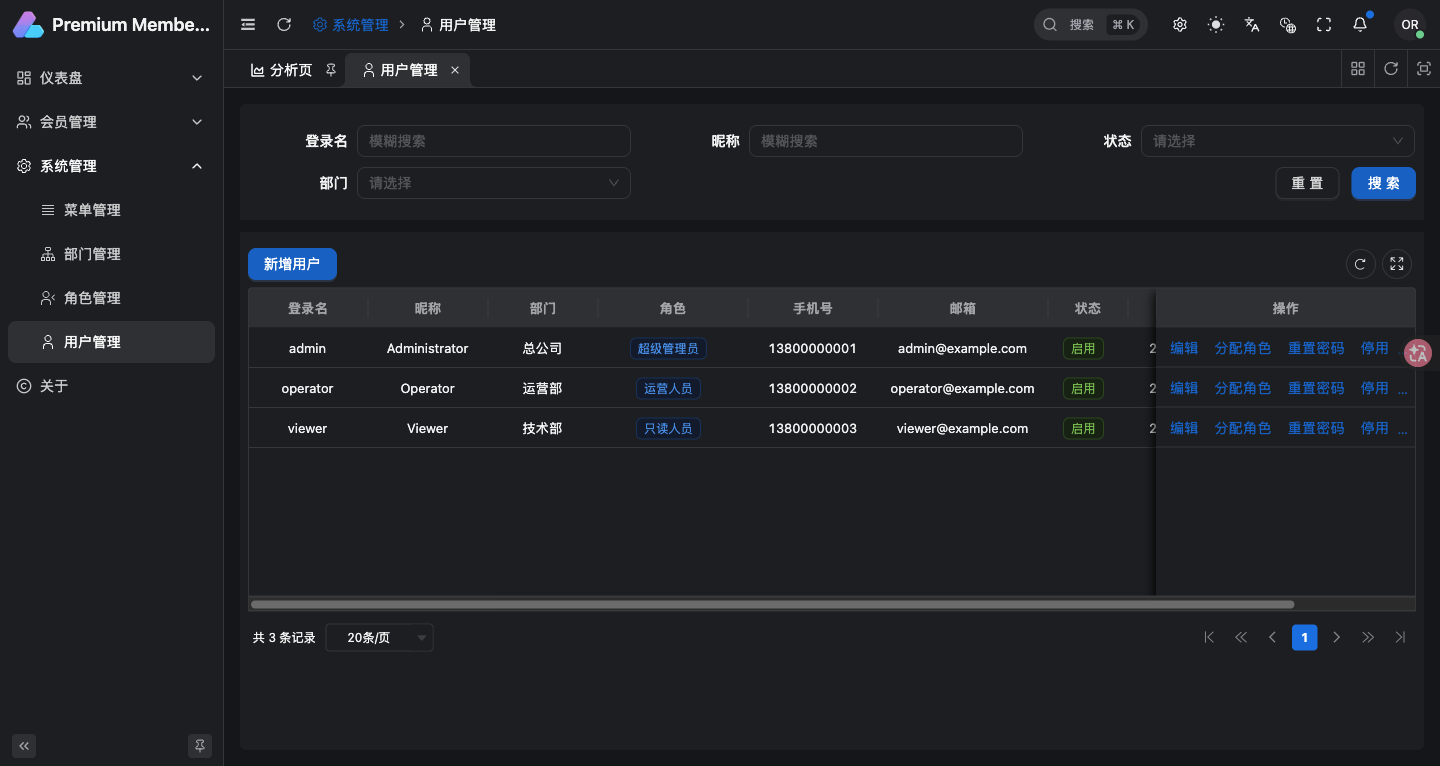 Premium Membe...
仪表盘
会员管理
系统管理
菜单管理
部门管理
角色管理
用户管理
关于
系统管理 > 用户管理
搜索 ⌘ K
OR
分析页
用户管理 ×
登录名 模糊搜索 昵称 模糊搜索 状态 请选择
部门 请选择 重置 搜索
新增用户
登录名 昵称 部门 角色 手机号 邮箱 状态 操作
admin Administrator 总公司 超级管理员 13800000001 admin@example.com 启用 2 编辑 分配角色 重置密码 停用
operator Operator 运营部 运营人员 13800000002 operator@example.com 启用 2 编辑 分配角色 重置密码 停用 ...
viewer Viewer 技术部 只读人员 13800000003 viewer@example.com 启用 2 编辑 分配角色 重置密码 停用 ...
共 3 条记录 20条/页 1